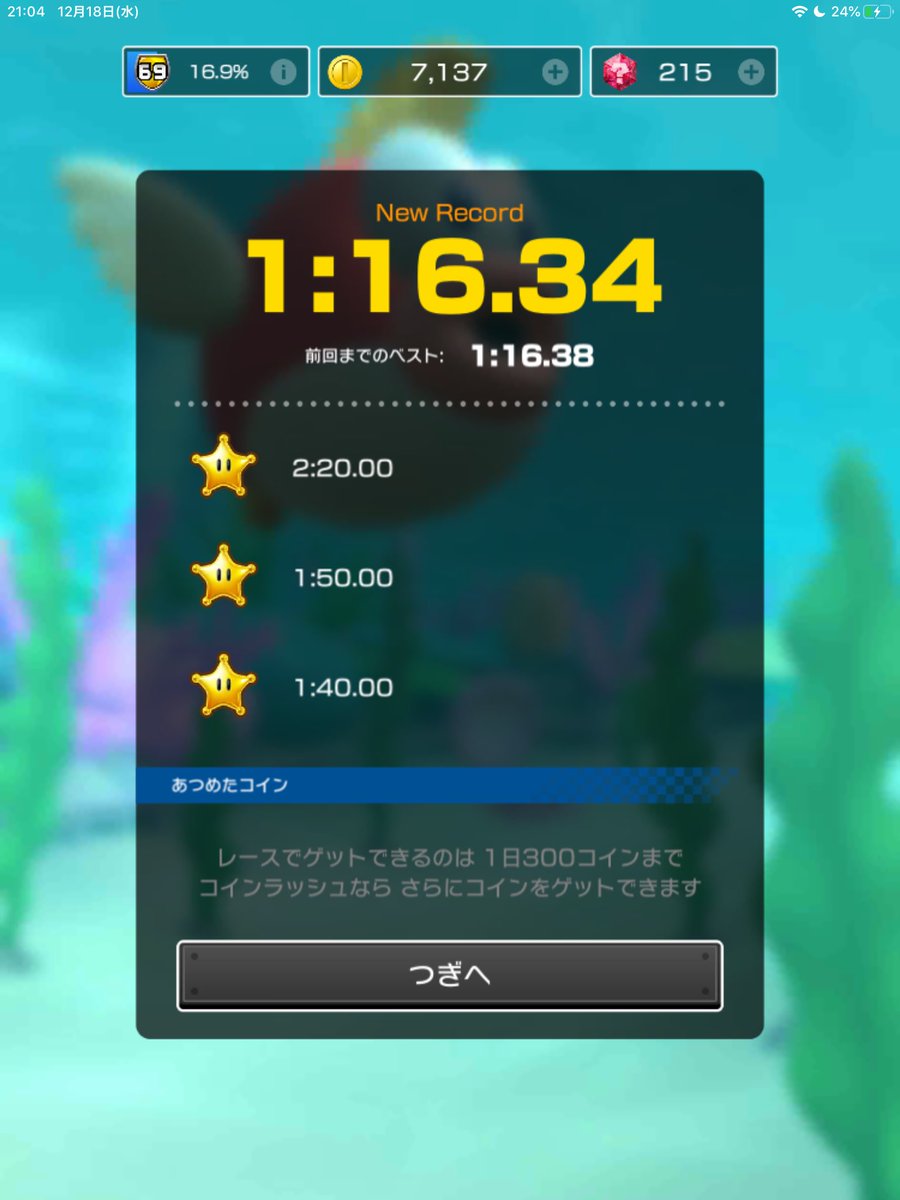 21:04 12月18日(水) 24%
69 16.9% 7,137 215
New Record
1:16.34
前回までのベスト: 1:16.38
2:20.00
1:50.00
1:40.00
あつめたコイン
レースでゲットできるのは 1日300コインまで
コインラッシュなら さらにコインをゲットできます
つぎへ